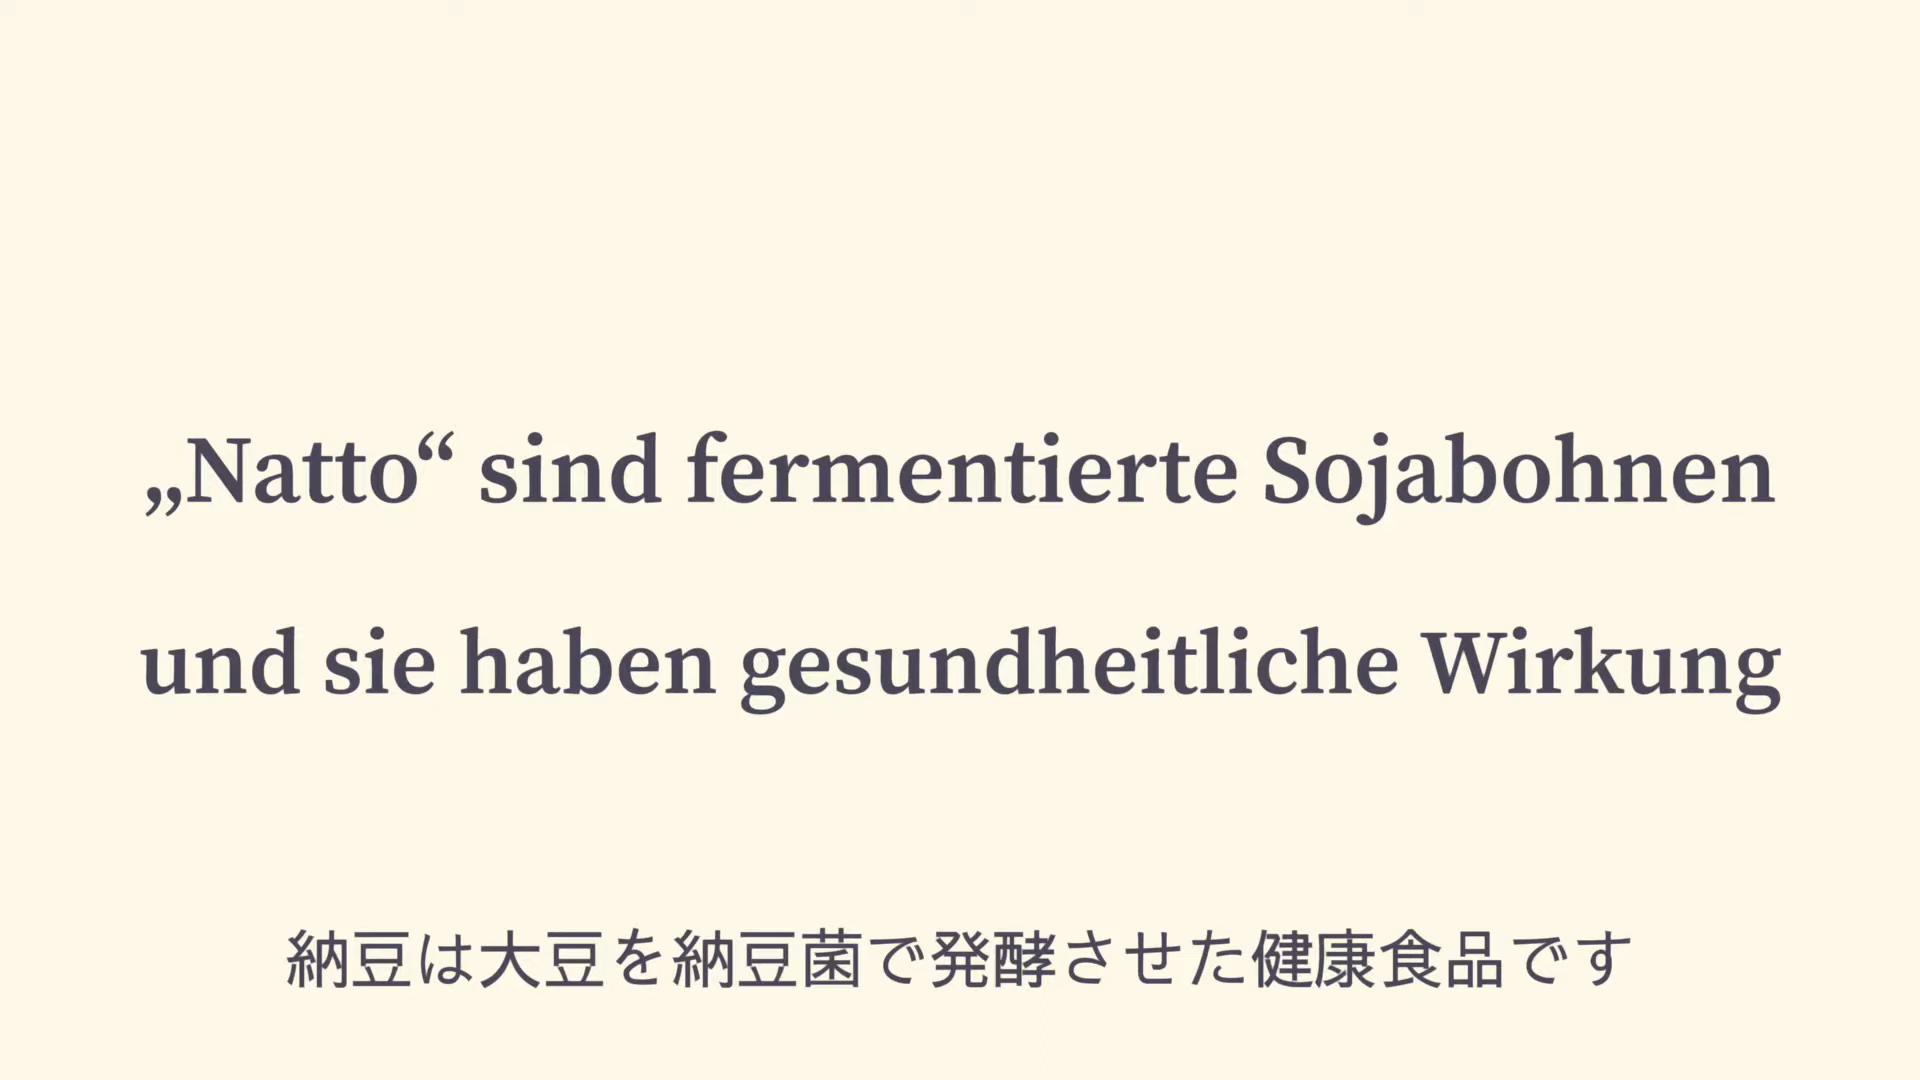 „Natto“ sind fermentierte Sojabohnen
und sie haben gesundheitliche Wirkung
納豆は大豆を納豆菌で発酵させた健康食品です